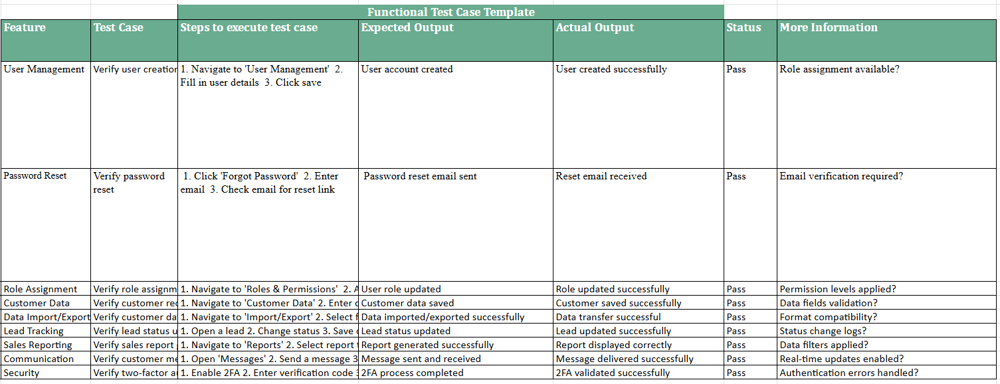 Functional Test Case Template
Feature Test Case Steps to execute test case Expected Output Actual Output Status More Information
User Management Verify user creation 1. Navigate to 'User Management' 2. User account created User created successfully Pass Role assignment available?
Fill in user details 3. Click save
Password Reset Verify password 1. Click 'Forgot Password' 2. Enter Password reset email sent Reset email received Pass Email verification required?
reset email 3. Check email for reset link
Role Assignment Verify role 1. Navigate to 'Roles & Permissions' 2. User role updated Role updated successfully Pass Permission levels applied?
Customer Data Verify customer 1. Navigate to 'Customer Data' 2. Enter Customer data saved Customer saved successfully Pass Data fields validation?
Data Import/Export Verify customer 1. Navigate to 'Import/Export' 2. Select Data imported/exported successfully Data transfer successful Pass Format compatibility?
Lead Tracking Verify lead status 1. Open a lead 2. Change status 3. Save Lead status updated Lead updated successfully Pass Status change logs?
Sales Reporting Verify sales report 1. Navigate to 'Reports' 2. Select report Report generated successfully Report displayed correctly Pass Data filters applied?
Communication Verify customer 1. Open 'Messages' 2. Send a message 3 Message sent and received Message delivered successfully Pass Real-time updates enabled?
Security Verify two-factor 1. Enable 2FA 2. Enter verification code 2FA process completed 2FA validated successfully Pass Authentication errors handled?